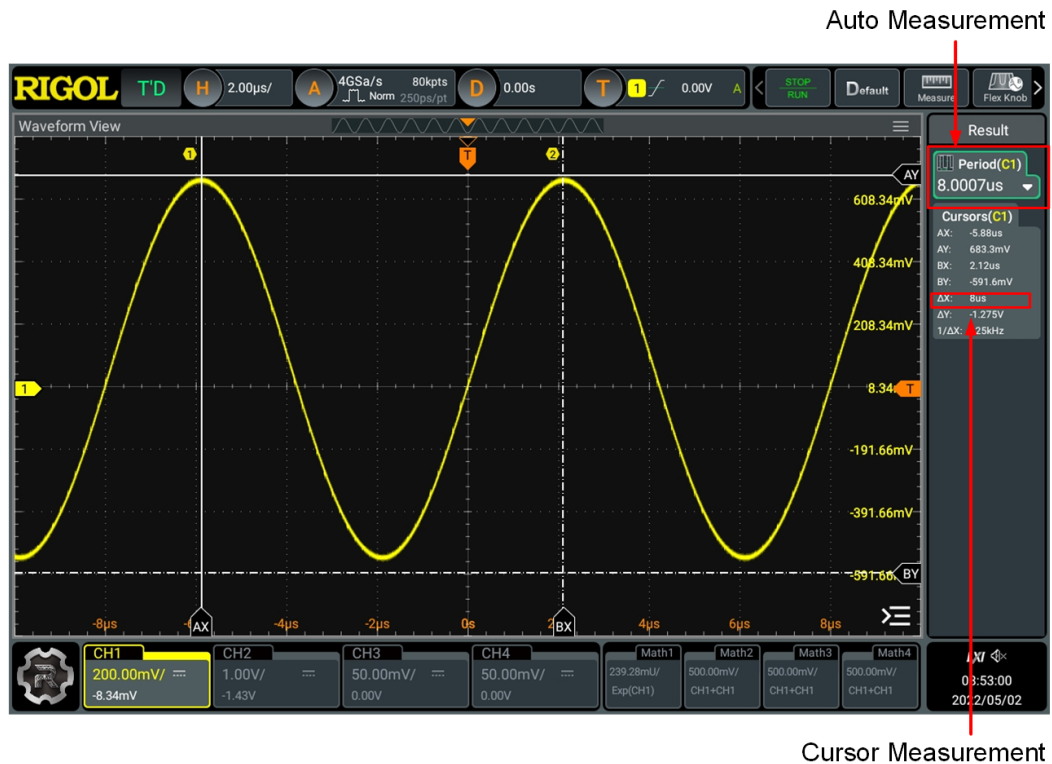 Auto Measurement
RIGOL T'D H 2.00μs/ A 4GSa/s 80kpts Norm 250ps/pt D 0.00s T 1 0.00V A STOP RUN Default Measure Flex Knob
Waveform View
Result
1 T 2
Period(C1)
8.0007us
AY
608.34mV
Cursors(C1)
AX: -5.88us
AY: 683.3mV
BX: 2.12us
BY: -591.6mV
ΔX: 8us
ΔY: -1.275V
1/ΔX: 25kHz
408.34mV
208.34mV
1 8.34 T
-191.66mV
-391.66mV
-591.66 BY
-8μs AX -4μs -2μs 0s BX 4μs 6μs 8μs
CH1 CH2 CH3 CH4 Math1 Math2 Math3 Math4
200.00mV/ 1.00V/ 50.00mV/ 50.00mV/ 239.28mU/ 500.00mV/ 500.00mV/ 500.00mV/
-8.34mV -1.43V 0.00V 0.00V Exp(CH1) CH1+CH1 CH1+CH1 CH1+CH1
LXI
08:53:00
2022/05/02
Cursor Measurement